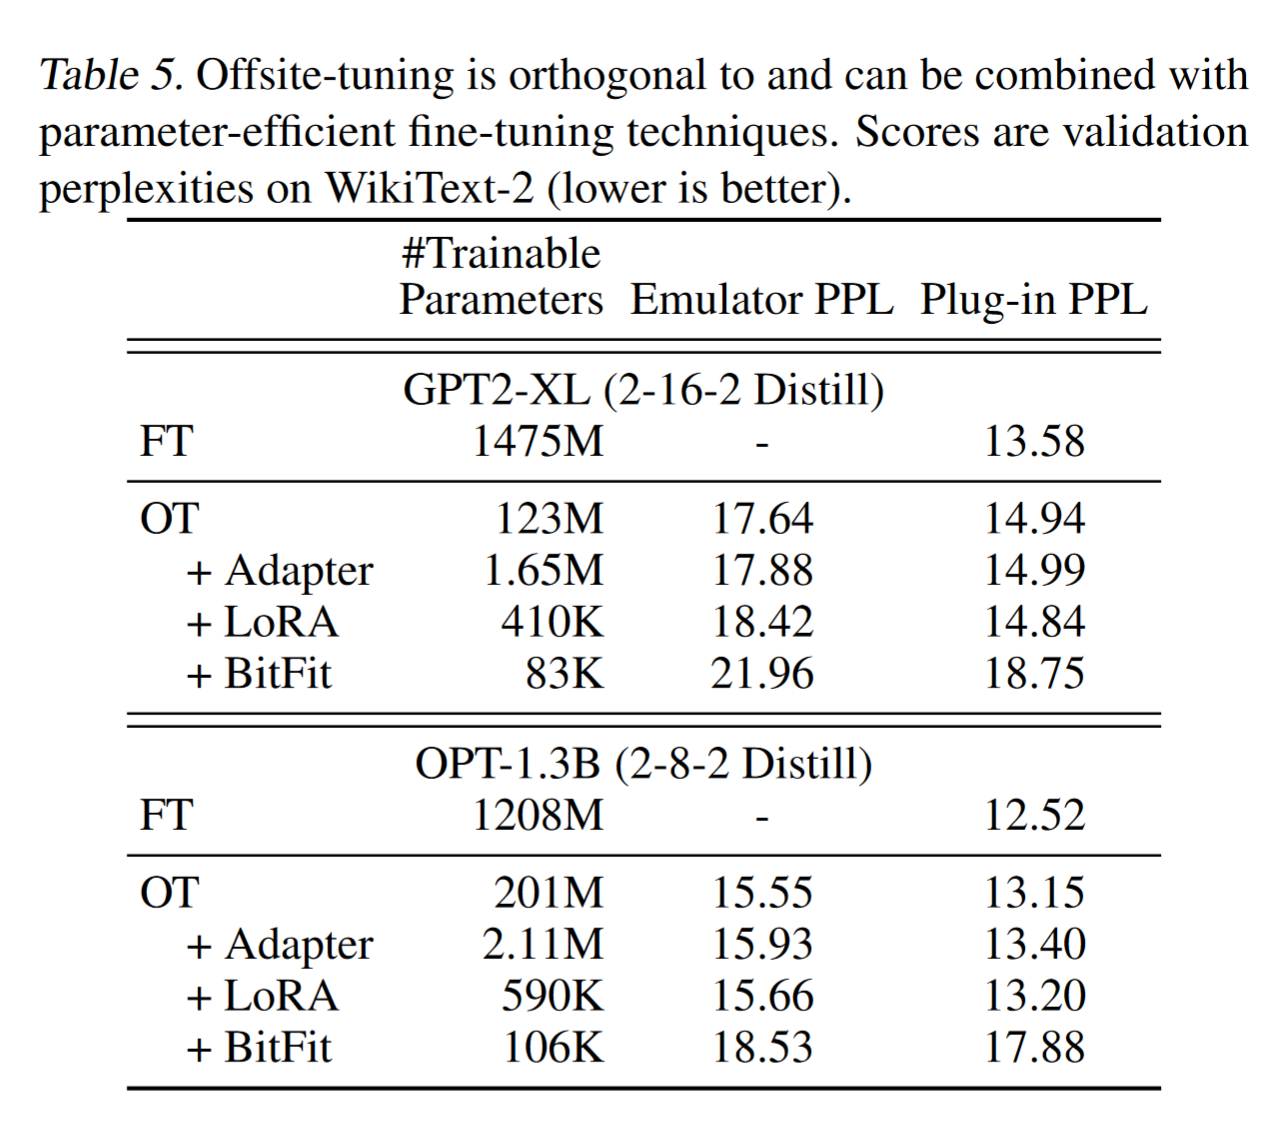 Table 5. Offsite-tuning is orthogonal to and can be combined with
parameter-efficient fine-tuning techniques. Scores are validation
perplexities on WikiText-2 (lower is better).
#Trainable
Parameters Emulator PPL Plug-in PPL
GPT2-XL (2-16-2 Distill)
FT 1475M - 13.58
OT 123M 17.64 14.94
+ Adapter 1.65M 17.88 14.99
+ LoRA 410K 18.42 14.84
+ BitFit 83K 21.96 18.75
OPT-1.3B (2-8-2 Distill)
FT 1208M - 12.52
OT 201M 15.55 13.15
+ Adapter 2.11M 15.93 13.40
+ LoRA 590K 15.66 13.20
+ BitFit 106K 18.53 17.88